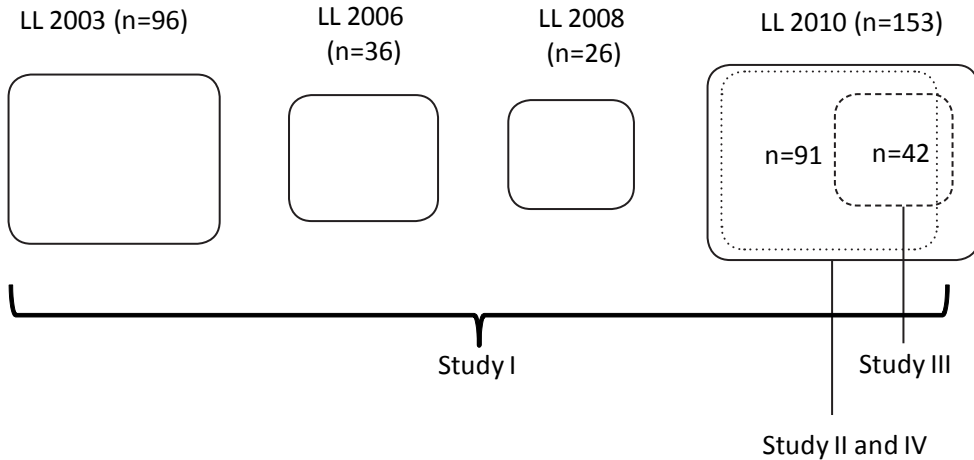 LL 2003 (n=96)
LL 2006
(n=36)
LL 2008
(n=26)
LL 2010 (n=153)
n=91
n=42
Study I
Study III
Study II and IV